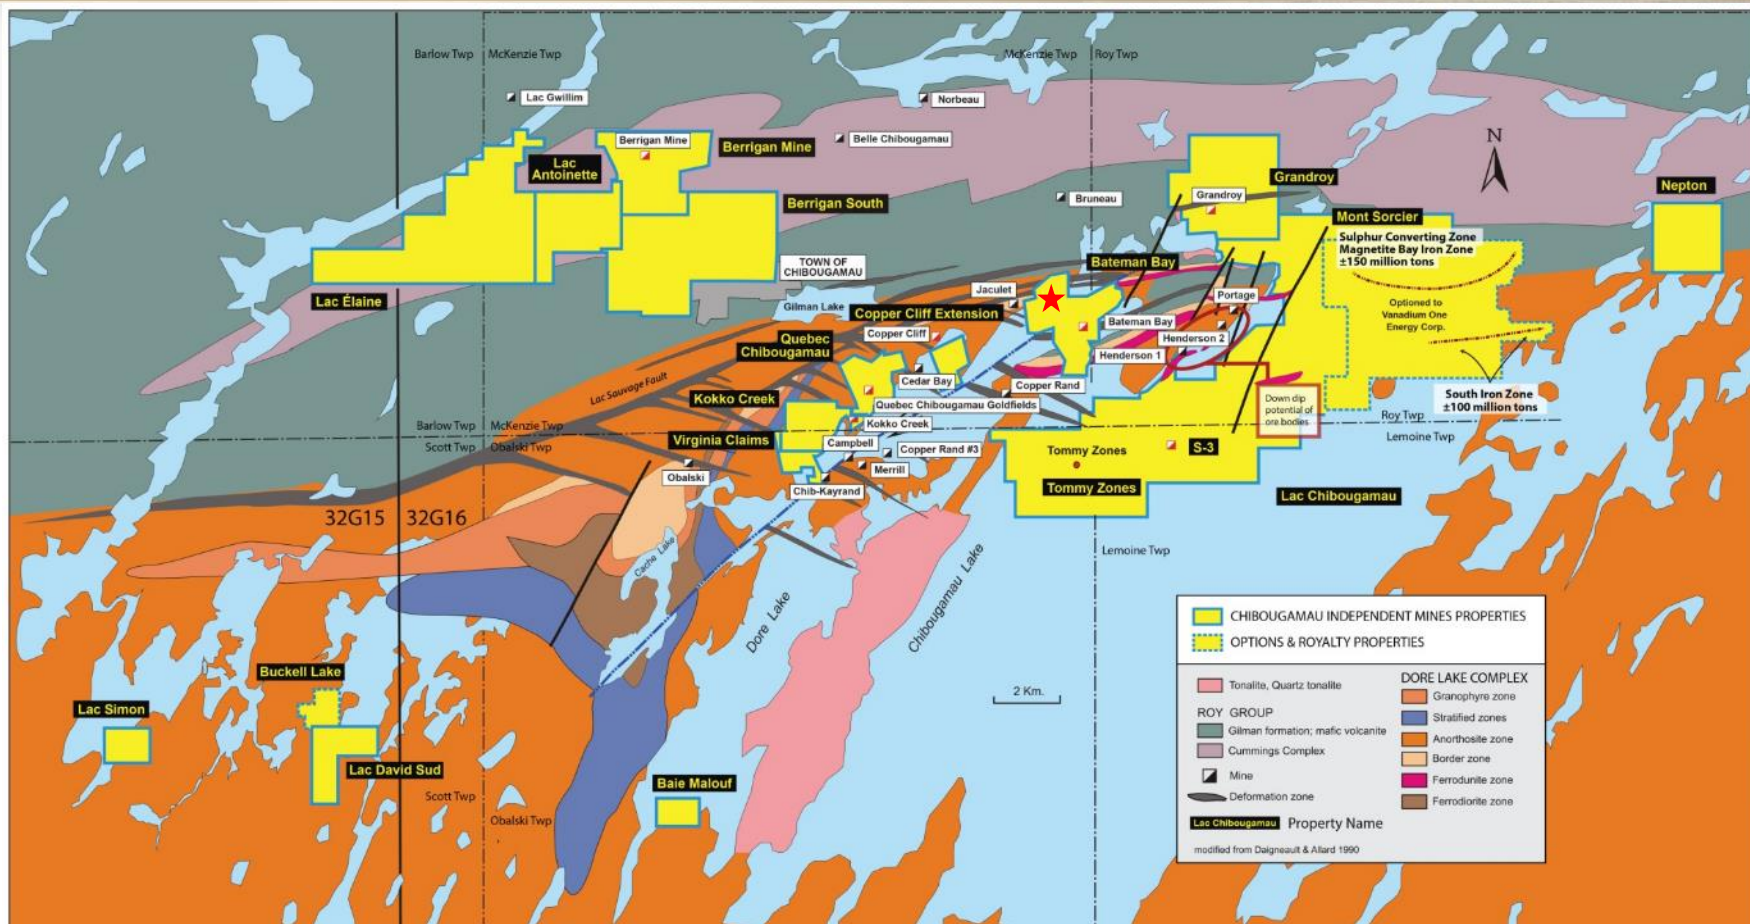 Barlow Twp
McKenzie Twp
McKenzie Twp
Roy Twp
Lac Gwillim
Norbeau
Berrigan Mine
Berrigan Mine
Belle Chibougamau
N
Lac
Antoinette
Grandroy
Nepton
Berrigan South
Bruneau
Grandroy
Mont Sorcier
Sulphur Converting Zone
Magnetite Bay Iron Zone
±150 million tons
TOWN OF
CHIBOUGAMAU
Bateman Bay
Lac Élaine
Jaculet
Portage
Optioned to
Vanadium One
Energy Corp.
Gilman Lake
Copper Cliff Extension
Bateman Bay
Copper Cliff
Henderson 2
Quebec
Chibougamau
Henderson 1
Lac Sauvage Fault
Cedar Bay
Copper Rand
South Iron Zone
±100 million tons
Kokko Creek
Quebec Chibougamau Goldfields
Down dip
potential of
ore bodies
Roy Twp
Lemoine Twp
Barlow Twp
McKenzie Twp
Kokko Creek
Scott Twp
Obalski Twp
Virginia Claims
Campbell
Copper Rand #3
Tommy Zones
S-3
Merrill
Obalski
Chib-Kayrand
Tommy Zones
Lac Chibougamau
32G15
32G16
Cache Lake
Dore Lake
Chibougamau Lake
Lemoine Twp
CHIBOUGAMAU INDEPENDENT MINES PROPERTIES
OPTIONS & ROYALTY PROPERTIES
Buckell Lake
Lac Simon
Lac David Sud
Baie Malouf
2 Km.
Scott Twp
Obalski Twp
Tonalite, Quartz tonalite
ROY GROUP
Gilman formation; mafic volcanite
Cummings Complex
Mine
Deformation zone
Lac Chibougamau
Property Name
modified from Daigneault & Allard 1990
DORE LAKE COMPLEX
Granophyre zone
Stratified zones
Anorthosite zone
Border zone
Ferrodunite zone
Ferrodiorite zone